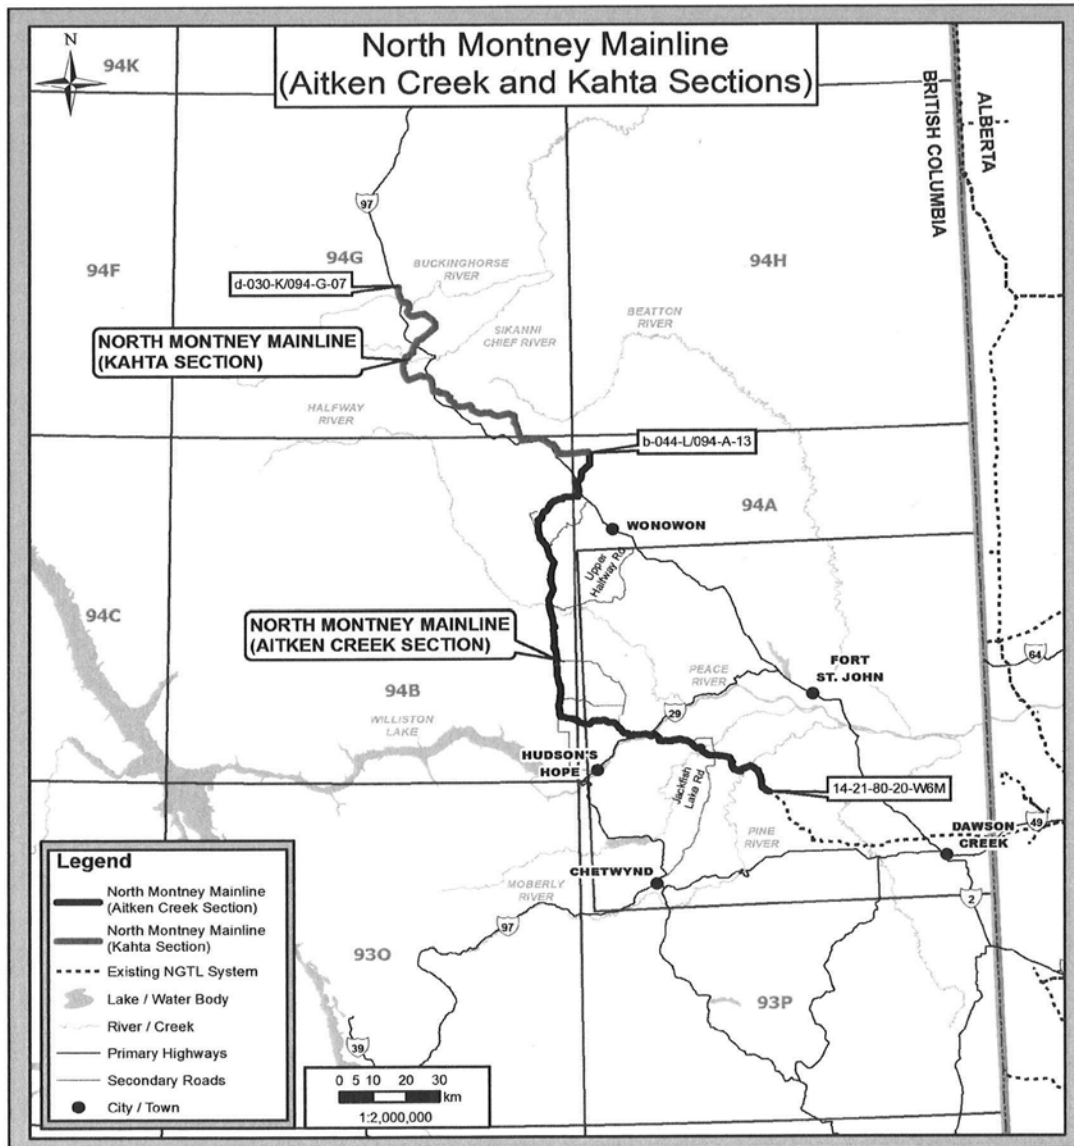 North Montney Mainline
(Aitken Creek and Kahta Sections)
N
94K
BRITISH COLUMBIA
ALBERTA
97
94F
94G
94H
BUCKINGHORSE
RIVER
d-030-K/094-G-07
NORTH MONTNEY MAINLINE
(KAHTA SECTION)
SIKANNI
CHIEF RIVER
BEATTON
RIVER
HALFWAY
RIVER
b-044-L/094-A-13
94A
WONOWON
Upper
Halfway Rd
94C
NORTH MONTNEY MAINLINE
(AITKEN CREEK SECTION)
64
FORT
ST. JOHN
PEACE
RIVER
94B
29
WILLISTON
LAKE
HUDSON'S
HOPE
Jackfish
Lake Rd
14-21-80-20-W6M
49
DAWSON
CREEK
PINE
RIVER
CHETWYND
MOBERLY
RIVER
2
97
93O
93P
39
Legend
North Montney Mainline
(Aitken Creek Section)
North Montney Mainline
(Kahta Section)
Existing NGTL System
Lake / Water Body
River / Creek
Primary Highways
Secondary Roads
City / Town
0 5 10 20 30
km
1:2,000,000